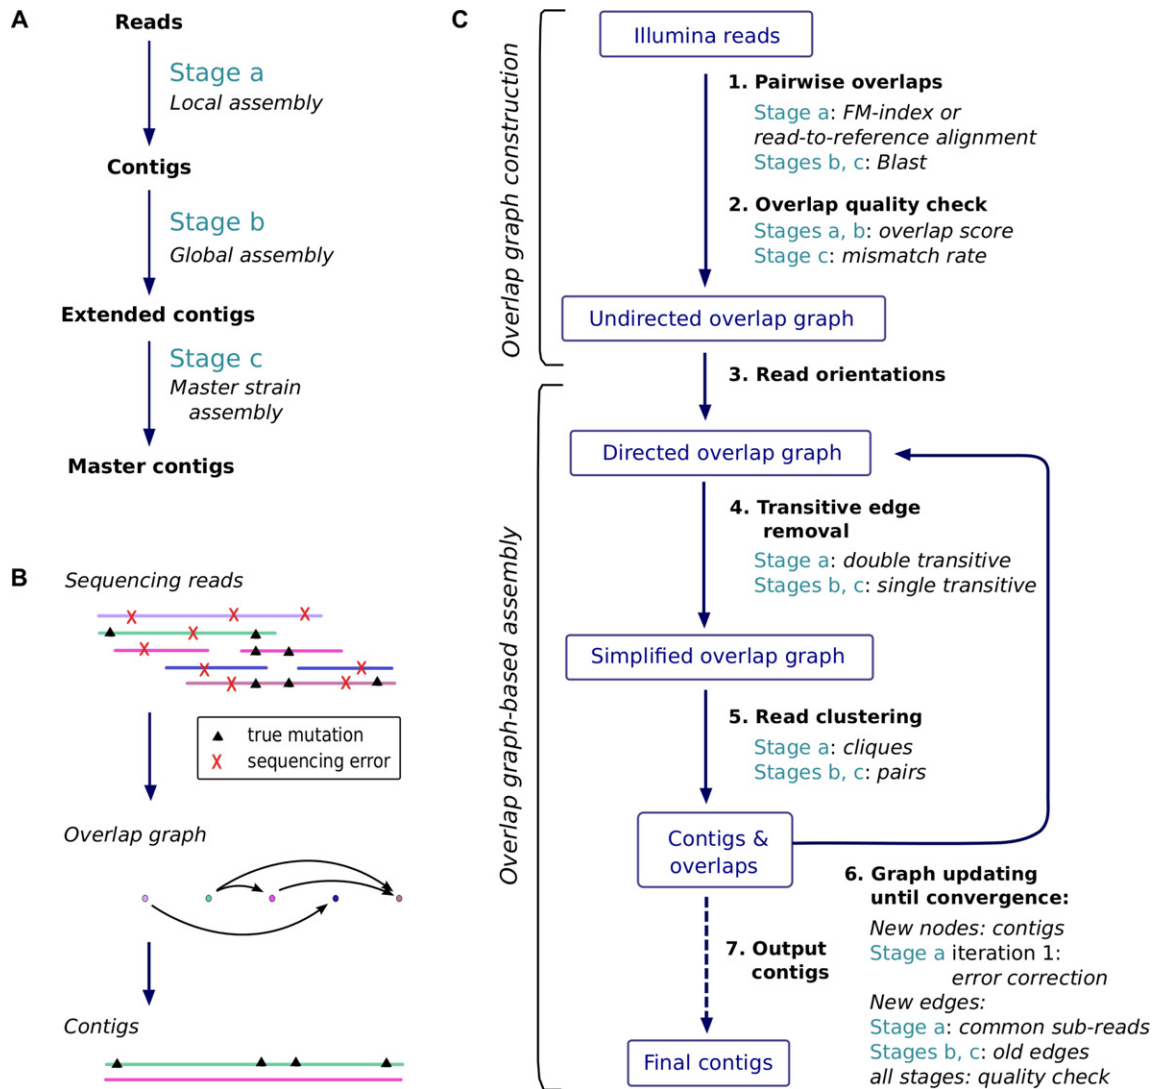 A
Reads
Stage a
Local assembly
Contigs
Stage b
Global assembly
Extended contigs
Stage c
Master strain
assembly
Master contigs
B
Sequencing reads
true mutation
sequencing error
Overlap graph
Contigs
C
Overlap graph construction
Illumina reads
1. Pairwise overlaps
Stage a: FM-index or
read-to-reference alignment
Stages b, c: Blast
2. Overlap quality check
Stages a, b: overlap score
Stage c: mismatch rate
Undirected overlap graph
3. Read orientations
Overlap graph-based assembly
Directed overlap graph
4. Transitive edge
removal
Stage a: double transitive
Stages b, c: single transitive
Simplified overlap graph
5. Read clustering
Stage a: cliques
Stages b, c: pairs
Contigs &
overlaps
6. Graph updating
until convergence:
New nodes: contigs
Stage a iteration 1:
error correction
New edges:
Stage a: common sub-reads
Stages b, c: old edges
all stages: quality check
7. Output
contigs
Final contigs